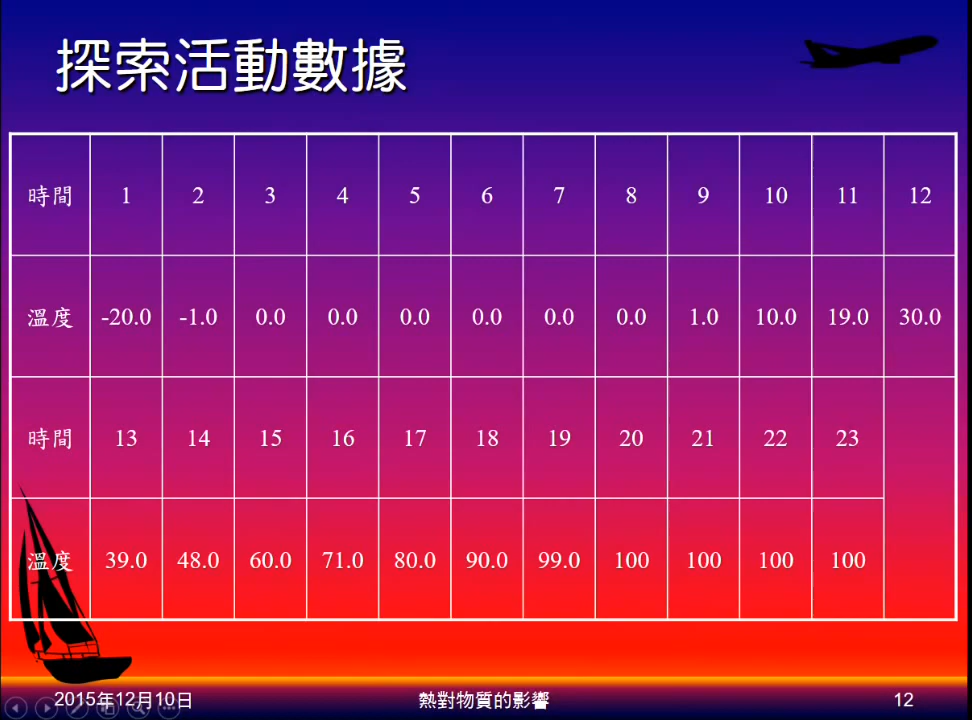 探索活動數據
時間 1 2 3 4 5 6 7 8 9 10 11 12
溫度 -20.0 -1.0 0.0 0.0 0.0 0.0 0.0 0.0 1.0 10.0 19.0 30.0
時間 13 14 15 16 17 18 19 20 21 22 23
溫度 39.0 48.0 60.0 71.0 80.0 90.0 99.0 100 100 100 100
2015年12月10日 熱對物質的影響 12